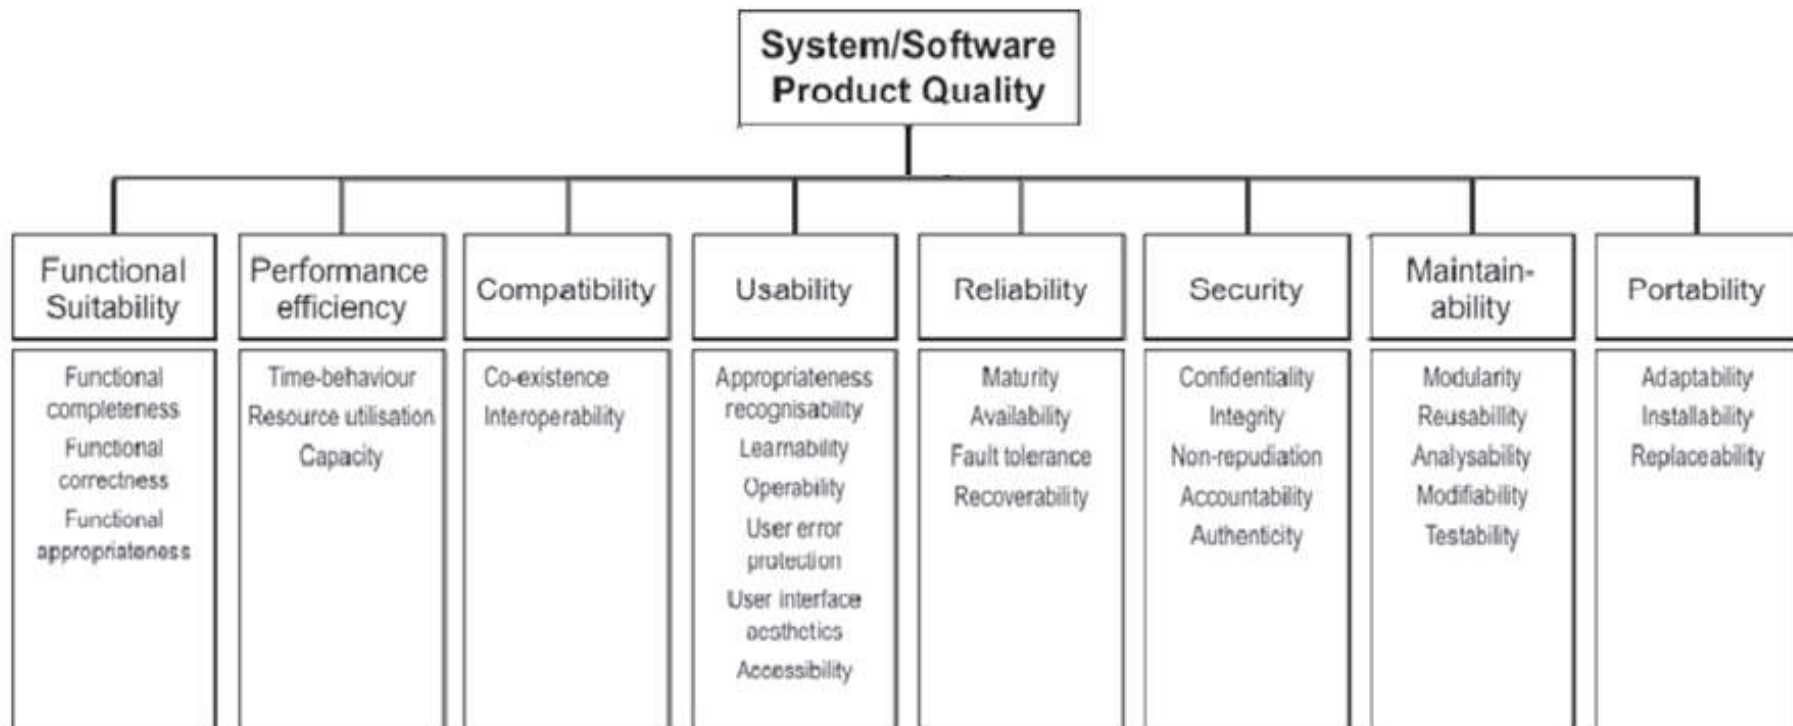 System/Software
Product Quality
Functional
Suitability
Performance
efficiency
Compatibility
Usability
Reliability
Security
Maintain-
ability
Portability
Functional
completeness
Functional
correctness
Functional
appropriateness
Time-behaviour
Resource utilisation
Capacity
Co-existence
Interoperability
Appropriateness
recognisability
Learnability
Operability
User error
protection
User interface
aesthetics
Accessibility
Maturity
Availability
Fault tolerance
Recoverability
Confidentiality
Integrity
Non-repudiation
Accountability
Authenticity
Modularity
Reusabillity
Analysability
Modifiability
Testability
Adaptability
Installability
Replaceability